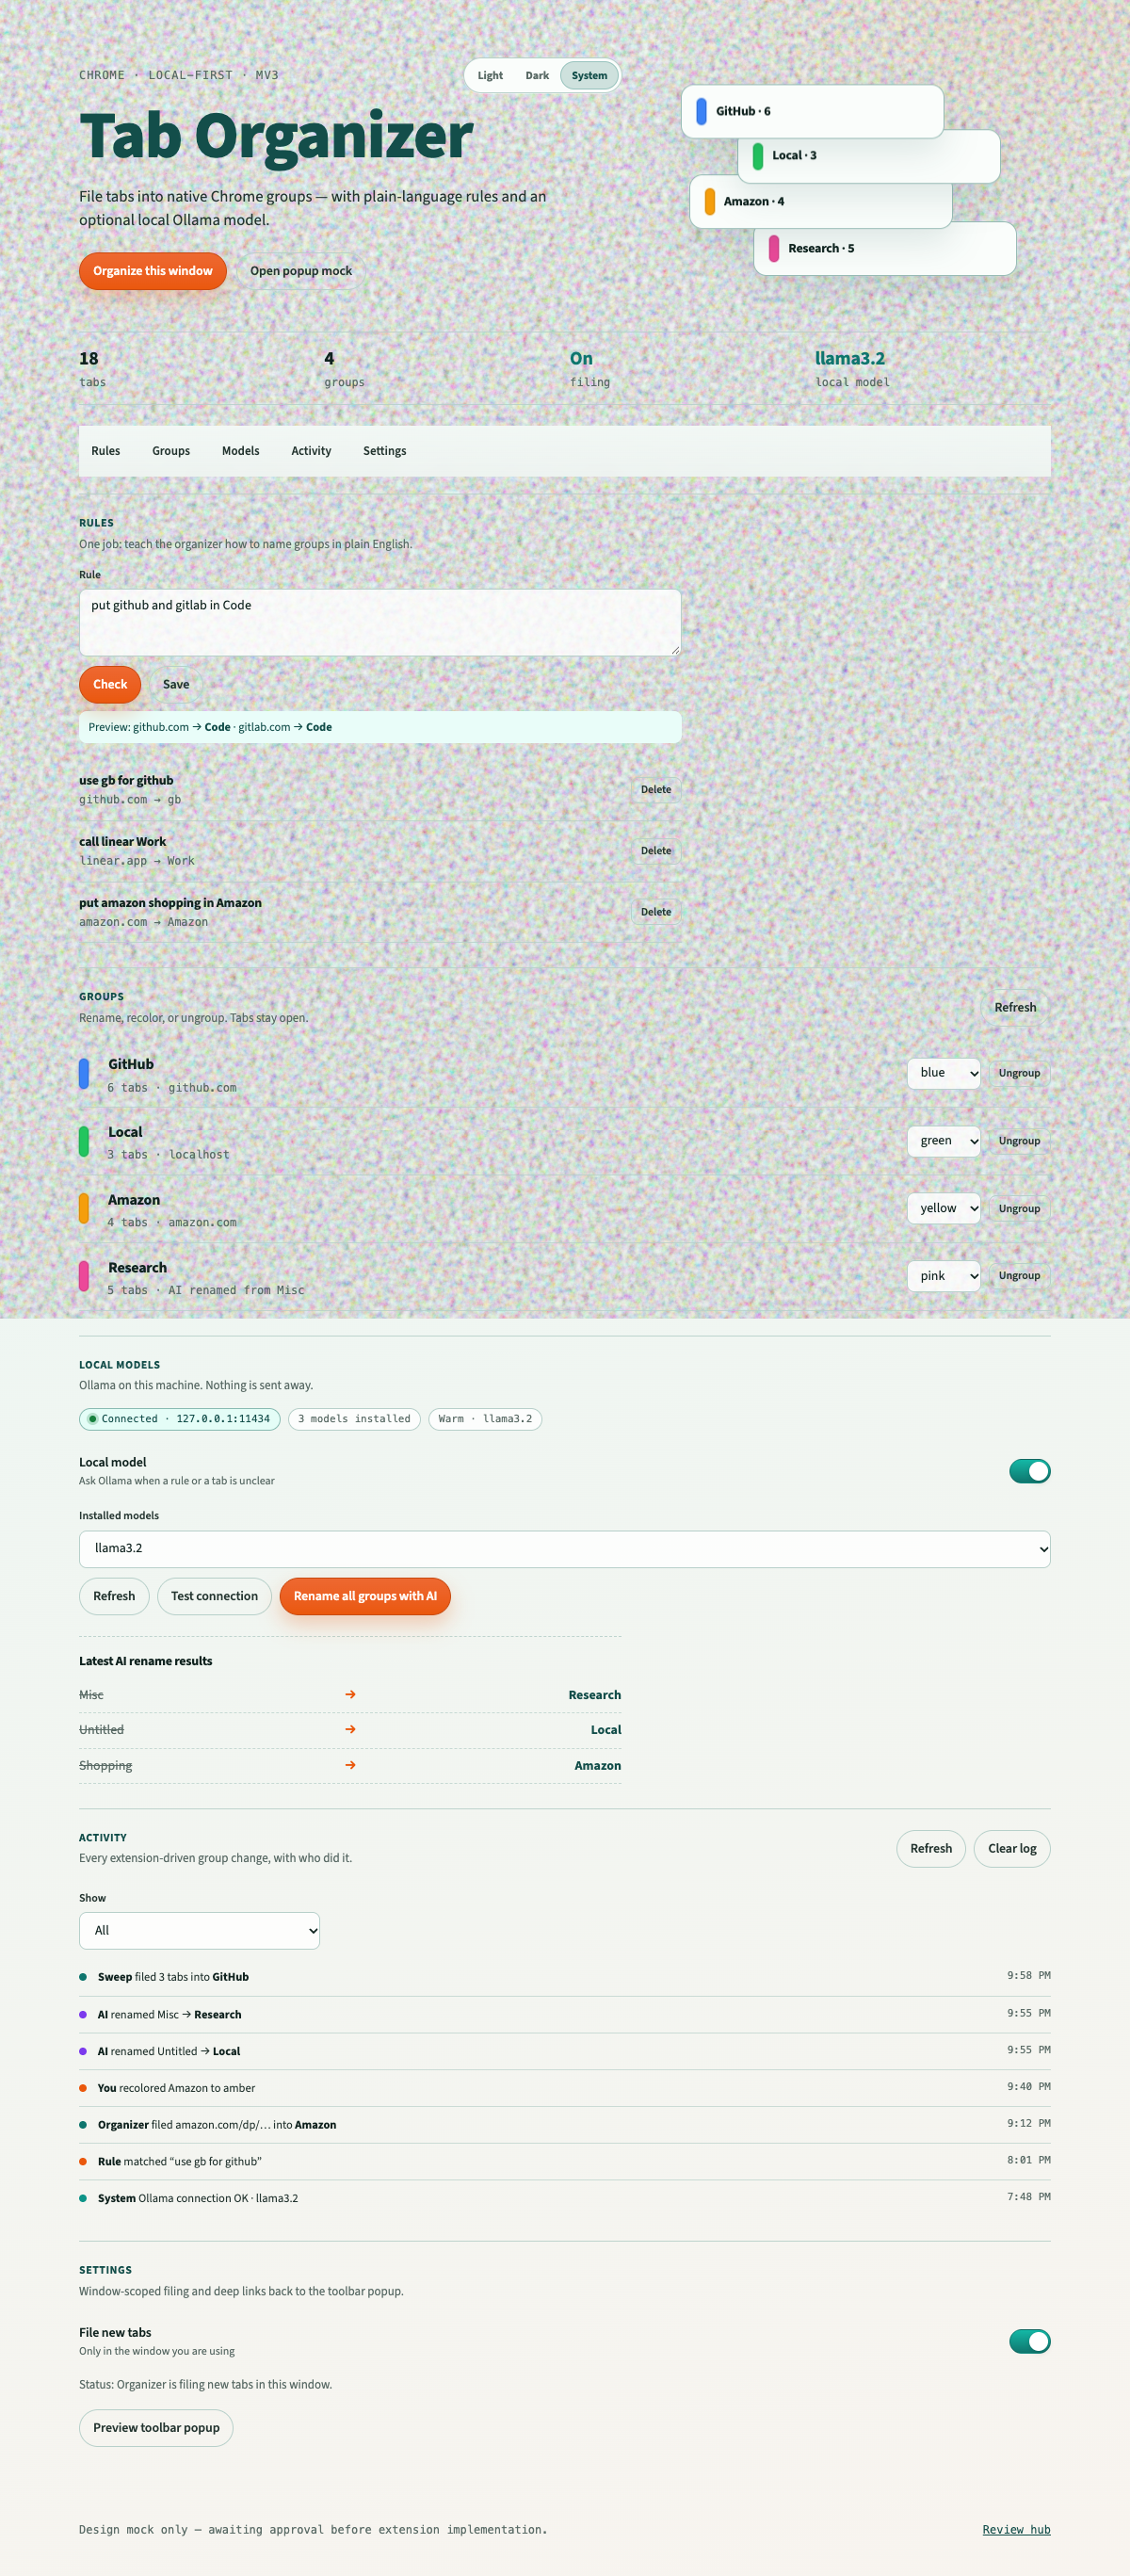 CHROME · LOCAL-FIRST · MV3
Light Dark System
Tab Organizer
File tabs into native Chrome groups — with plain-language rules and an
optional local Ollama model.
Organize this window Open popup mock
GitHub · 6
Local · 3
Amazon · 4
Research · 5
18 4 On llama3.2
tabs groups filing local model
Rules Groups Models Activity Settings
RULES
One job: teach the organizer how to name groups in plain English.
Rule
put github and gitlab in Code
Check Save
Preview: github.com → Code · gitlab.com → Code
use gb for github
github.com → gb
Delete
call linear Work
linear.app → Work
Delete
put amazon shopping in Amazon
amazon.com → Amazon
Delete
GROUPS
Rename, recolor, or ungroup. Tabs stay open.
Refresh
GitHub
6 tabs · github.com
blue Ungroup
Local
3 tabs · localhost
green Ungroup
Amazon
4 tabs · amazon.com
yellow Ungroup
Research
5 tabs · AI renamed from Misc
pink Ungroup
LOCAL MODELS
Ollama on this machine. Nothing is sent away.
Connected · 127.0.0.1:11434 3 models installed Warm · llama3.2
Local model
Ask Ollama when a rule or a tab is unclear
Installed models
llama3.2
Refresh Test connection Rename all groups with AI
Latest AI rename results
Misc → Research
Untitled → Local
Shopping → Amazon
ACTIVITY
Every extension-driven group change, with who did it.
Refresh Clear log
Show
All
Sweep filed 3 tabs into GitHub 9:58 PM
AI renamed Misc → Research 9:55 PM
AI renamed Untitled → Local 9:55 PM
You recolored Amazon to amber 9:40 PM
Organizer filed amazon.com/dp/… into Amazon 9:12 PM
Rule matched “use gb for github” 8:01 PM
System Ollama connection OK · llama3.2 7:48 PM
SETTINGS
Window-scoped filing and deep links back to the toolbar popup.
File new tabs
Only in the window you are using
Status: Organizer is filing new tabs in this window.
Preview toolbar popup
Design mock only — awaiting approval before extension implementation. Review hub